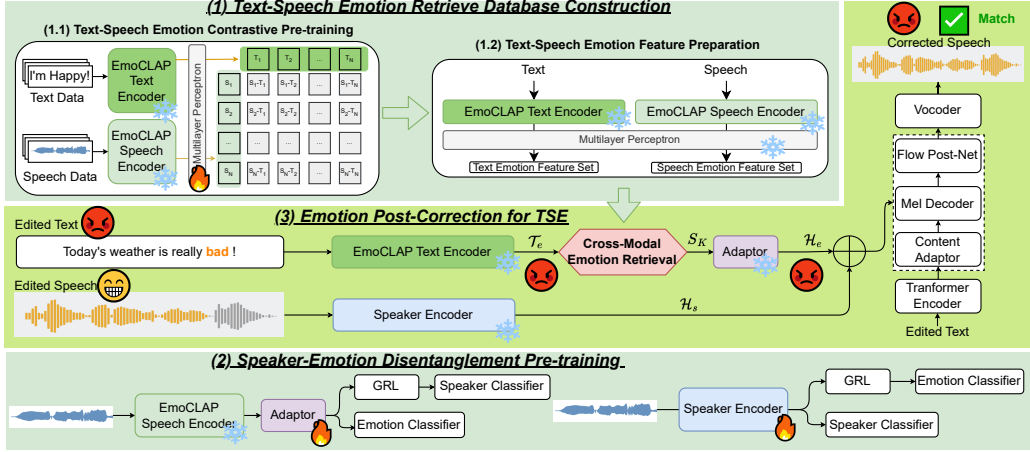 (1) Text-Speech Emotion Retrieve Database Construction
(1.1) Text-Speech Emotion Contrastive Pre-training
I'm Happy!
Text Data
EmoCLAP
Text
Encoder
Speech Data
EmoCLAP
Speech
Encoder
Multilayer Perceptron
T1 T2 ... TN
S1 S1-T1 S1-T2 ... S1-TN
S2 S2-T1 S2-T2 ... S2-TN
... ... ... ... ...
SN SN-T1 SN-T2 ... SN-TN
(1.2) Text-Speech Emotion Feature Preparation
Text Speech
EmoCLAP Text Encoder EmoCLAP Speech Encoder
Multilayer Perceptron
Text Emotion Feature Set Speech Emotion Feature Set
Match
Corrected Speech
Vocoder
Flow Post-Net
Mel Decoder
Content
Adaptor
Tranformer
Encoder
Edited Text
(3) Emotion Post-Correction for TSE
Edited Text
Today's weather is really bad !
EmoCLAP Text Encoder
𝒯e
Cross-Modal
Emotion Retrieval
SK
Adaptor
ℋe
Edited Speech
Speaker Encoder
ℋs
(2) Speaker-Emotion Disentanglement Pre-training
EmoCLAP
Speech Encoder
Adaptor
GRL
Speaker Classifier
Emotion Classifier
Speaker Encoder
GRL
Emotion Classifier
Speaker Classifier